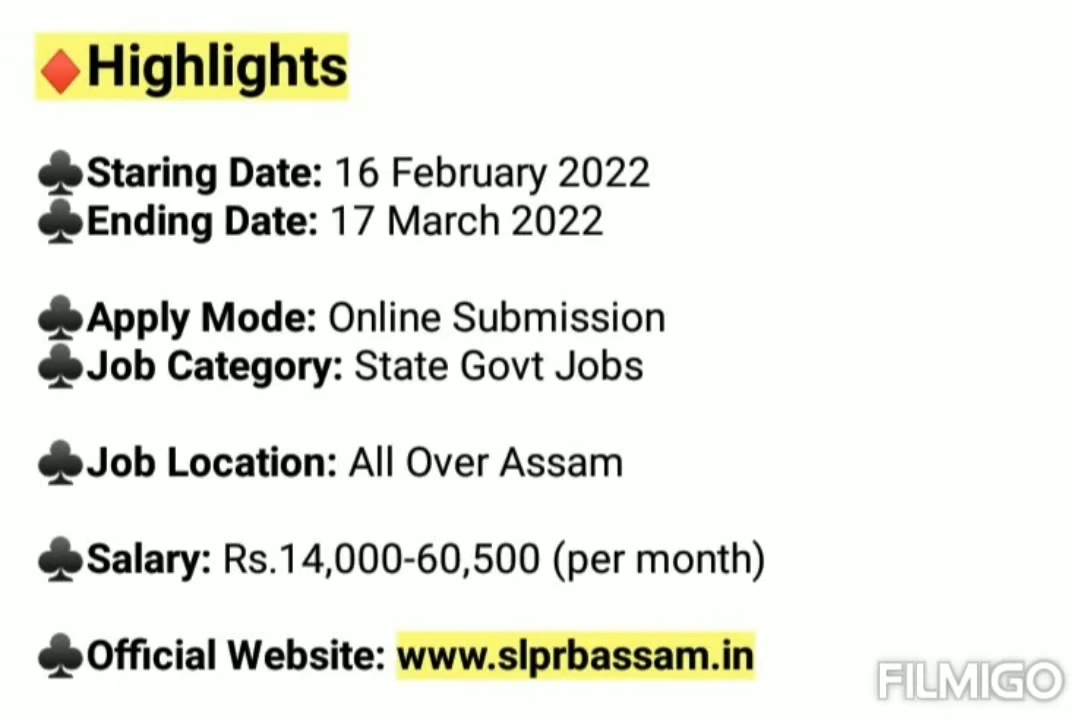 ♦️Highlights
♣️Staring Date: 16 February 2022
♣️Ending Date: 17 March 2022
♣️Apply Mode: Online Submission
♣️Job Category: State Govt Jobs
♣️Job Location: All Over Assam
♣️Salary: Rs.14,000-60,500 (per month)
♣️Official Website: www.slprbassam.in
FILMIGO